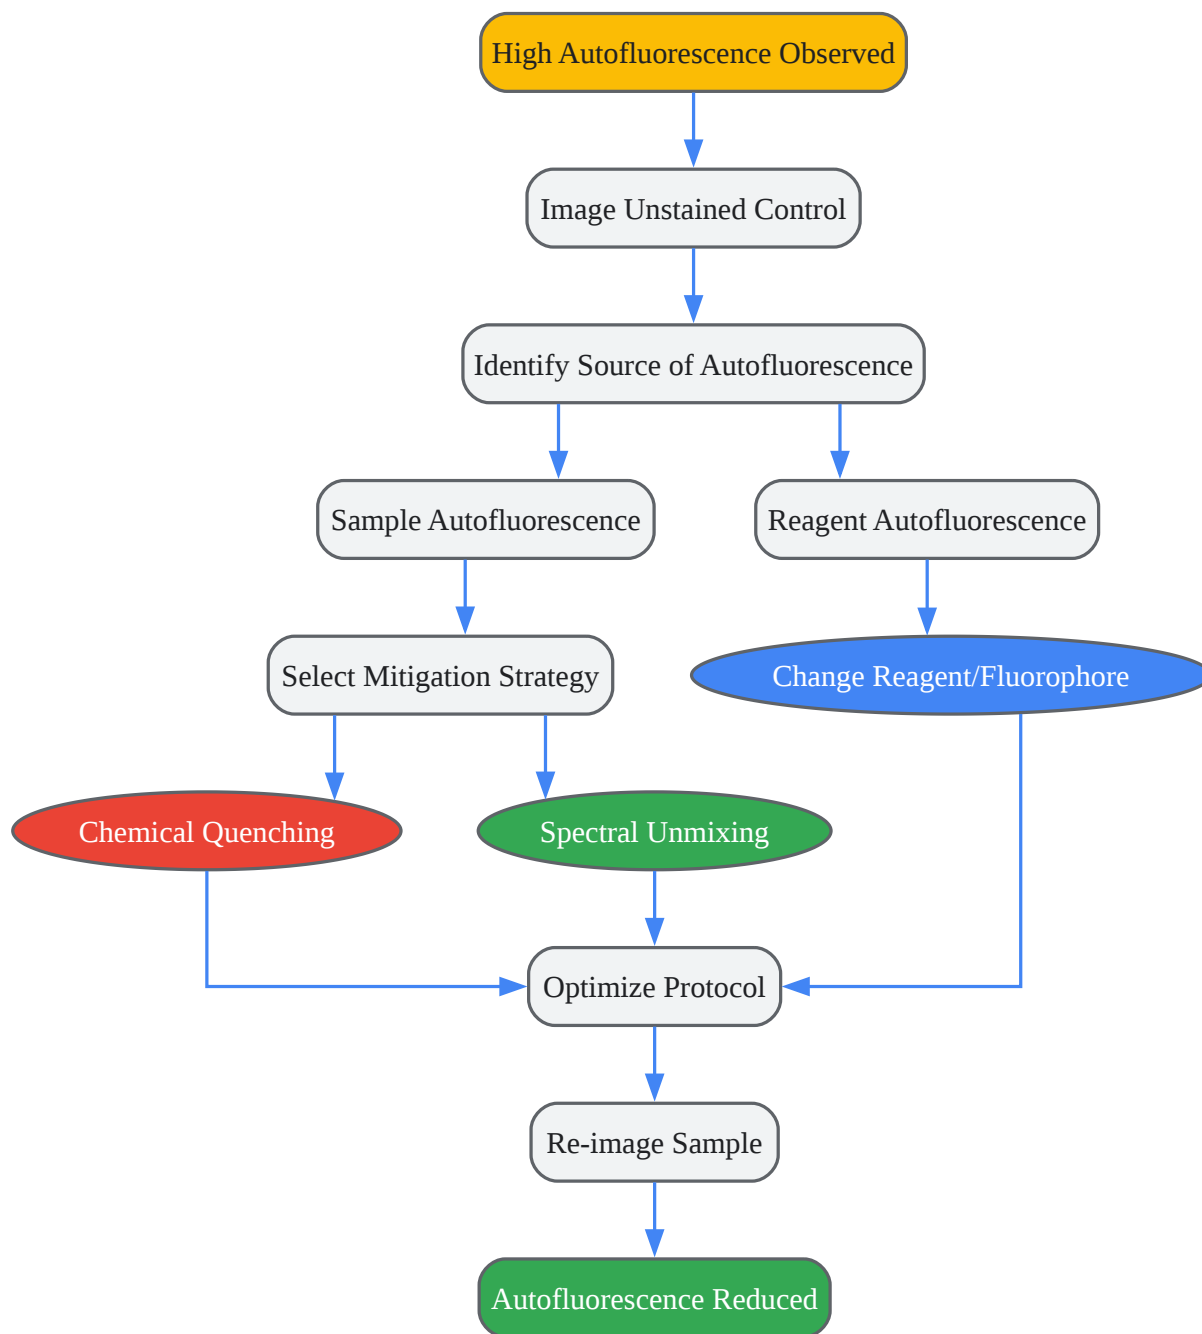 High Autofluorescence Observed
Image Unstained Control
Identify Source of Autofluorescence
Sample Autofluorescence
Reagent Autofluorescence
Select Mitigation Strategy
Change Reagent/Fluorophore
Chemical Quenching
Spectral Unmixing
Optimize Protocol
Re-image Sample
Autofluorescence Reduced